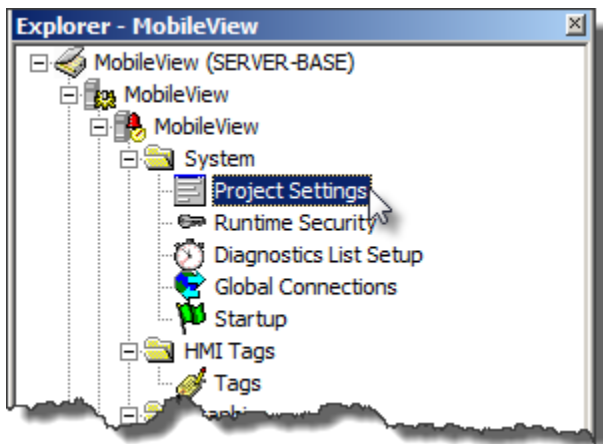 Explorer - MobileView
MobileView (SERVER-BASE)
MobileView
MobileView
System
Project Settings
Runtime Security
Diagnostics List Setup
Global Connections
Startup
HMI Tags
Tags